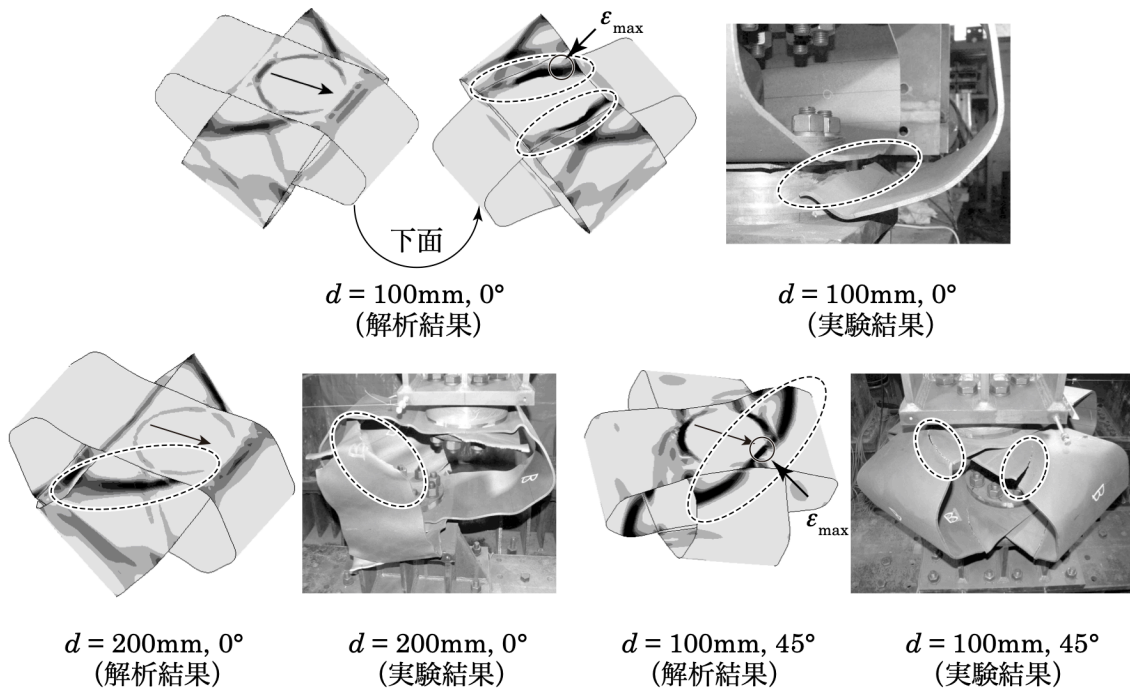 εmax
下面
d = 100mm, 0°
(解析結果)
d = 100mm, 0°
(実験結果)
εmax
B
B
B
d = 200mm, 0°
(解析結果)
d = 200mm, 0°
(実験結果)
d = 100mm, 45°
(解析結果)
d = 100mm, 45°
(実験結果)